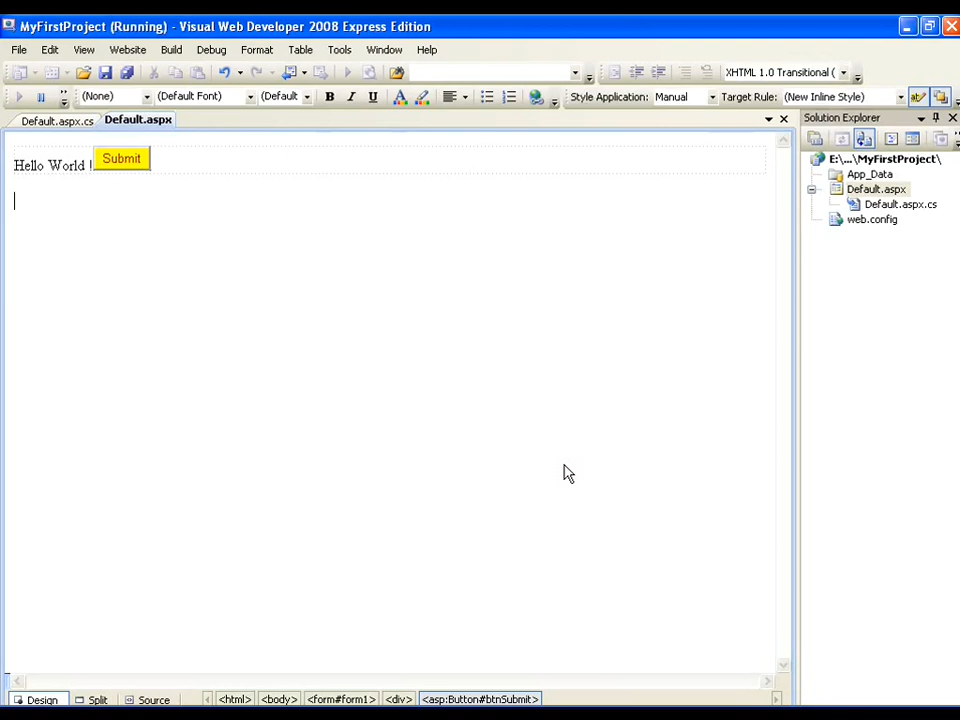 MyFirstProject (Running) - Visual Web Developer 2008 Express Edition
File Edit View Website Build Debug Format Table Tools Window Help
XHTML 1.0 Transitional (
(None) (Default Font) (Default B I U A Style Application: Manual Target Rule: (New Inline Style)
Default.aspx.cs Default.aspx
Hello World ! Submit
Solution Explorer
E:\...\MyFirstProject\
App_Data
Default.aspx
Default.aspx.cs
web.config
Design Split Source <html> <body> <form#form1> <div> <asp:Button#btnSubmit>